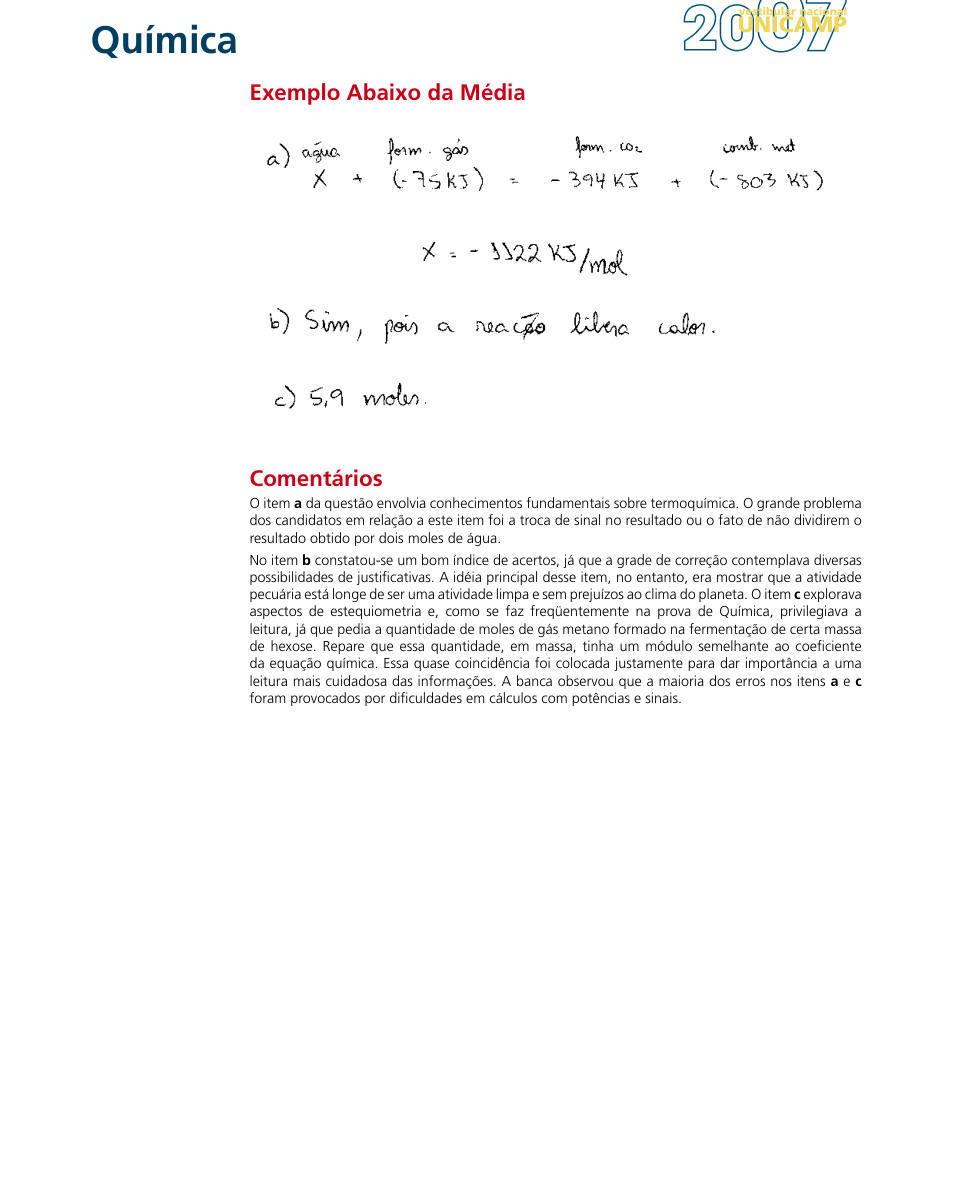 Química
vestibular nacional
UNICAMP
2007
Exemplo Abaixo da Média
a) água form. gás form. CO2 comb. met
X + (-75 KJ) = - 394 KJ + (- 803 KJ)
X = - 1122 KJ/mol
b) Sim, pois a reação libera calor.
c) 5,9 moles.
Comentários
O item a da questão envolvia conhecimentos fundamentais sobre termoquímica. O grande problema
dos candidatos em relação a este item foi a troca de sinal no resultado ou o fato de não dividirem o
resultado obtido por dois moles de água.
No item b constatou-se um bom índice de acertos, já que a grade de correção contemplava diversas
possibilidades de justificativas. A idéia principal desse item, no entanto, era mostrar que a atividade
pecuária está longe de ser uma atividade limpa e sem prejuízos ao clima do planeta. O item c explorava
aspectos de estequiometria e, como se faz freqüentemente na prova de Química, privilegiava a
leitura, já que pedia a quantidade de moles de gás metano formado na fermentação de certa massa
de hexose. Repare que essa quantidade, em massa, tinha um módulo semelhante ao coeficiente
da equação química. Essa quase coincidência foi colocada justamente para dar importância a uma
leitura mais cuidadosa das informações. A banca observou que a maioria dos erros nos itens a e c
foram provocados por dificuldades em cálculos com potências e sinais.